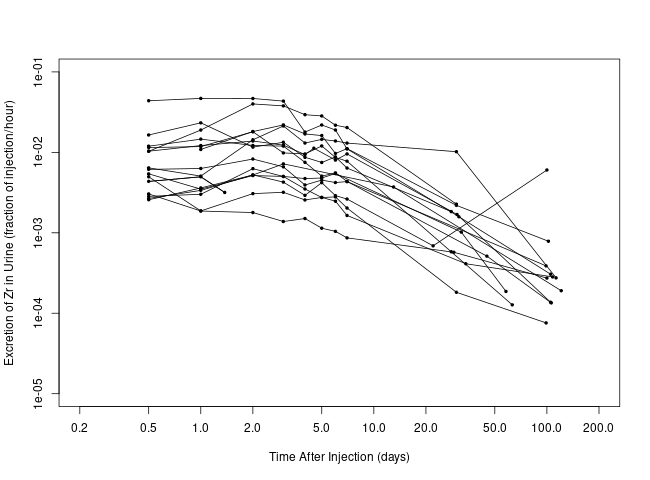 Excretion of Zr in Urine (fraction of injection/hour)
1e-01
1e-02
1e-03
1e-04
1e-05
0.2 0.5 1.0 2.0 5.0 10.0 20.0 50.0 100.0 200.0
Time After Injection (days)